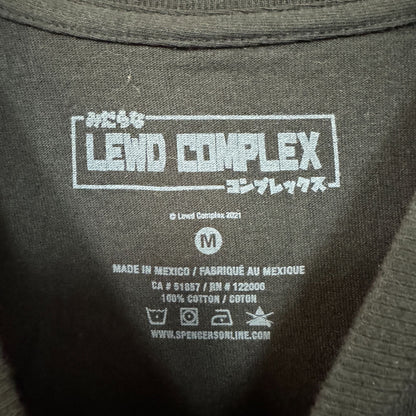 みだらな
LEWD COMPLEX
コンプレックス
© Lewd Complex 2021
M
MADE IN MEXICO / FABRIQUÉ AU MEXIQUE
CA # 51857 / RN # 122006
100% COTTON / COTON
WWW.SPENCERSONLINE.COM